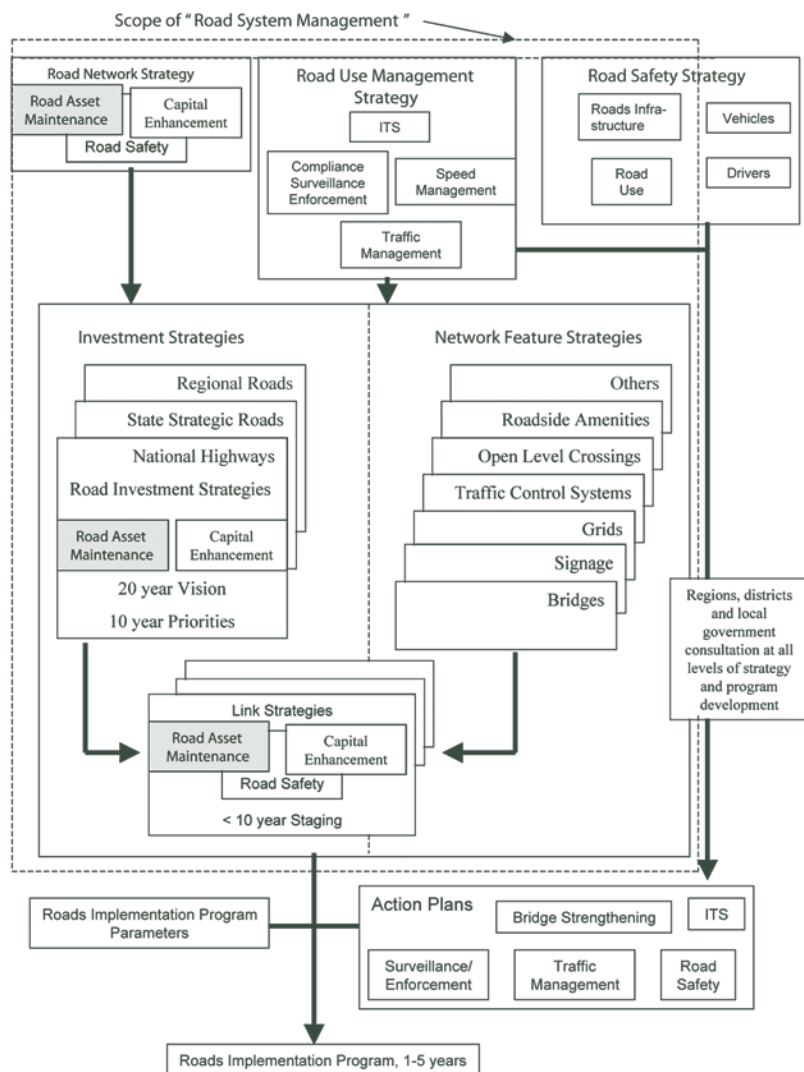 Scope of “ Road System Management ”
Road Network Strategy
Road Asset
Maintenance
Capital
Enhancement
Road Safety
Road Use Management
Strategy
ITS
Compliance
Surveillance
Enforcement
Speed
Management
Traffic
Management
Road Safety Strategy
Roads Infra-
structure
Vehicles
Road
Use
Drivers
Investment Strategies
Regional Roads
State Strategic Roads
National Highways
Road Investment Strategies
Road Asset
Maintenance
Capital
Enhancement
20 year Vision
10 year Priorities
Network Feature Strategies
Others
Roadside Amenities
Open Level Crossings
Traffic Control Systems
Grids
Signage
Bridges
Regions, districts
and local
government
consultation at all
levels of strategy
and program
development
Link Strategies
Road Asset
Maintenance
Capital
Enhancement
Road Safety
< 10 year Staging
Roads Implementation Program
Parameters
Action Plans
Bridge Strengthening
ITS
Surveillance/
Enforcement
Traffic
Management
Road
Safety
Roads Implementation Program, 1-5 years